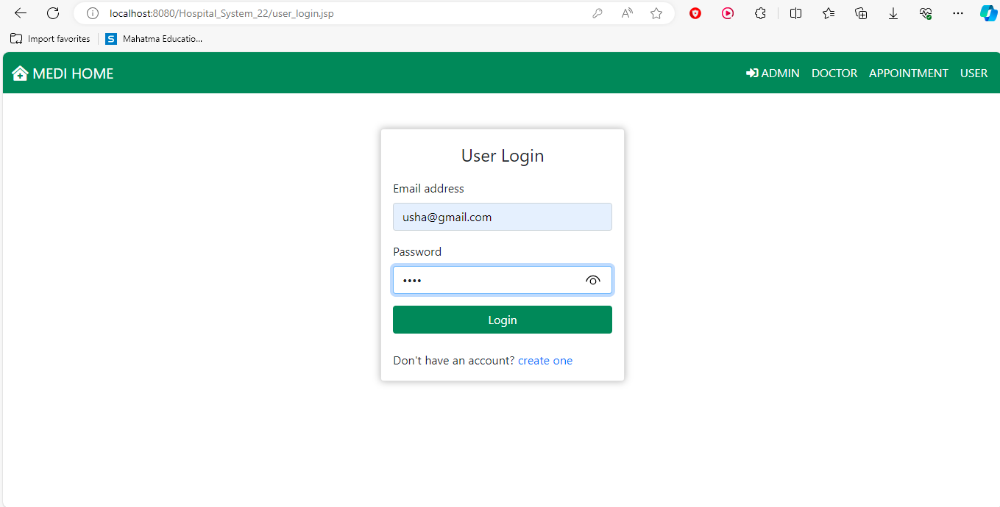 localhost:8080/Hospital_System_22/user_login.jsp
Import favorites
S Mahatma Educatio...
MEDI HOME
ADMIN DOCTOR APPOINTMENT USER
User Login
Email address
usha@gmail.com
Password
••••
Login
Don't have an account? create one